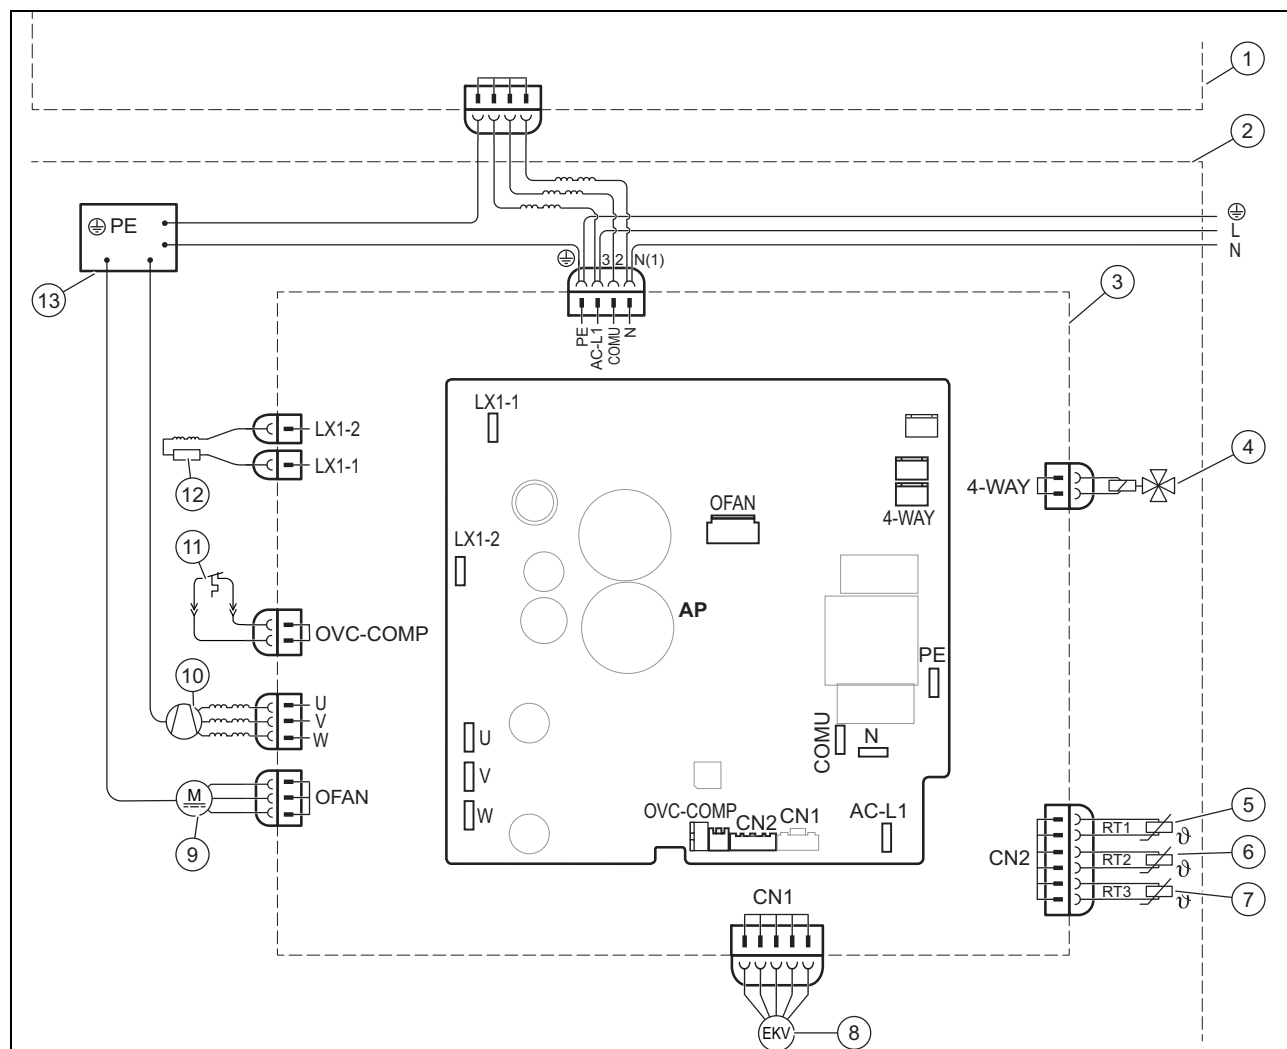 1
2
PE
L
N
13
3 2 N(1)
3
PE
AC-L1
COMU
N
LX1-1
LX1-2
LX1-1
12
4-WAY
4
OFAN
4-WAY
11
LX1-2
AP
OVC-COMP
PE
10
U
V
W
U
V
W
COMU
N
M
OFAN
9
OVC-COMP
CN2
CN1
AC-L1
CN2
RT1
ϑ
5
RT2
ϑ
6
RT3
ϑ
7
CN1
EKV
8